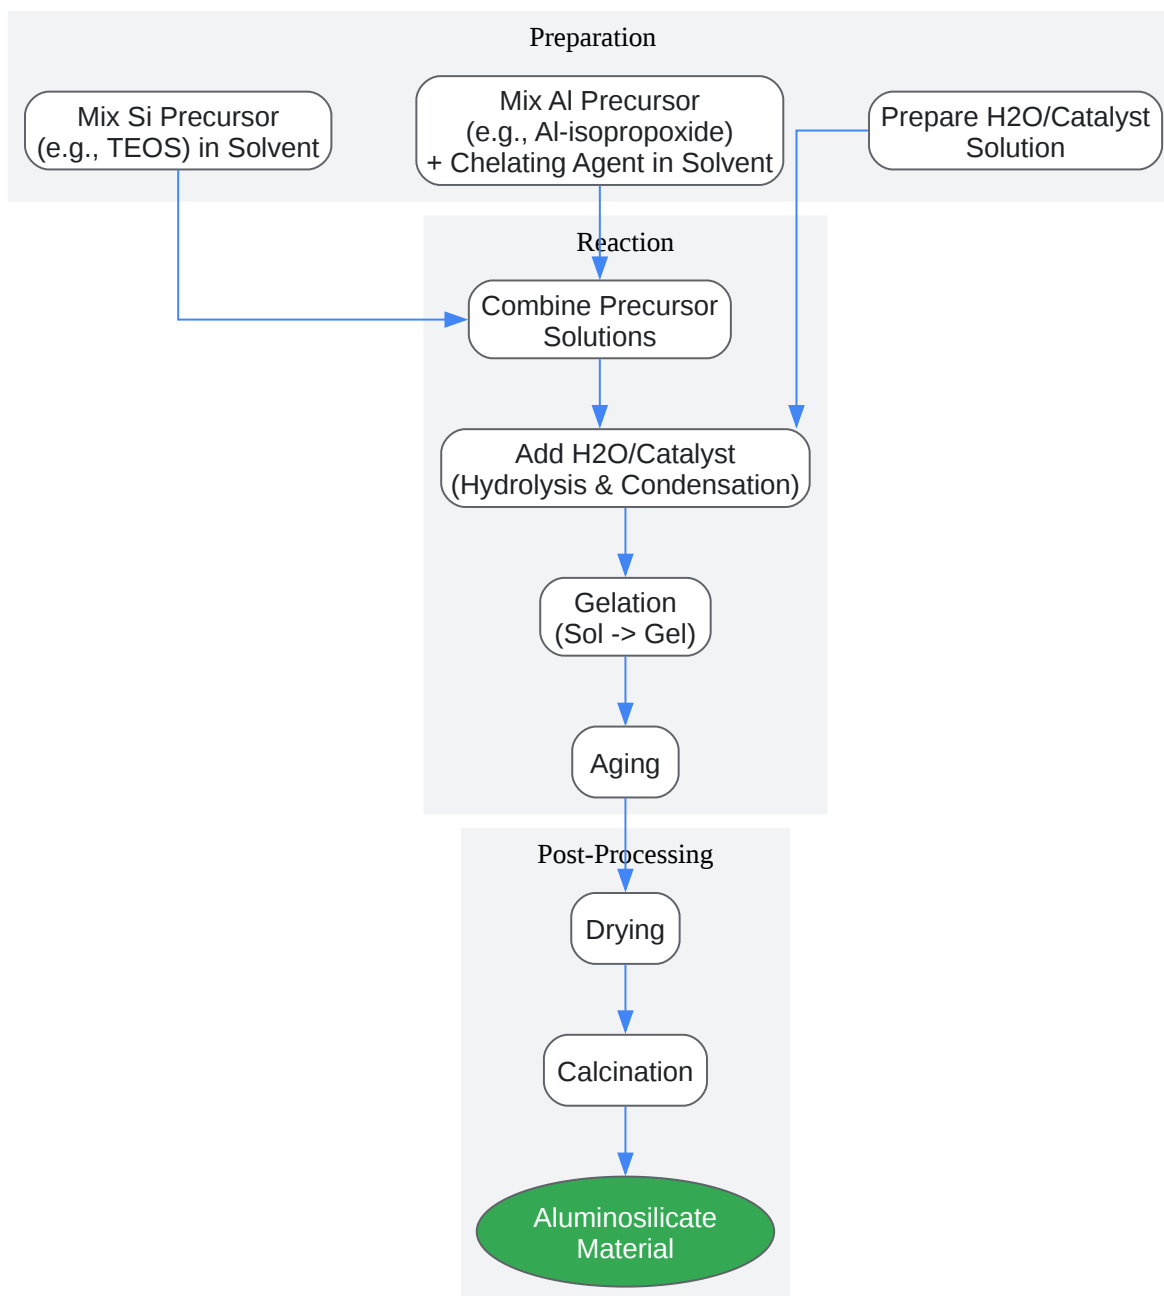 Preparation
Mix Si Precursor
(e.g., TEOS) in Solvent
Mix Al Precursor
(e.g., Al-isopropoxide)
+ Chelating Agent in Solvent
Prepare H2O/Catalyst
Solution
Reaction
Combine Precursor
Solutions
Add H2O/Catalyst
(Hydrolysis & Condensation)
Gelation
(Sol -> Gel)
Aging
Post-Processing
Drying
Calcination
Aluminosilicate
Material